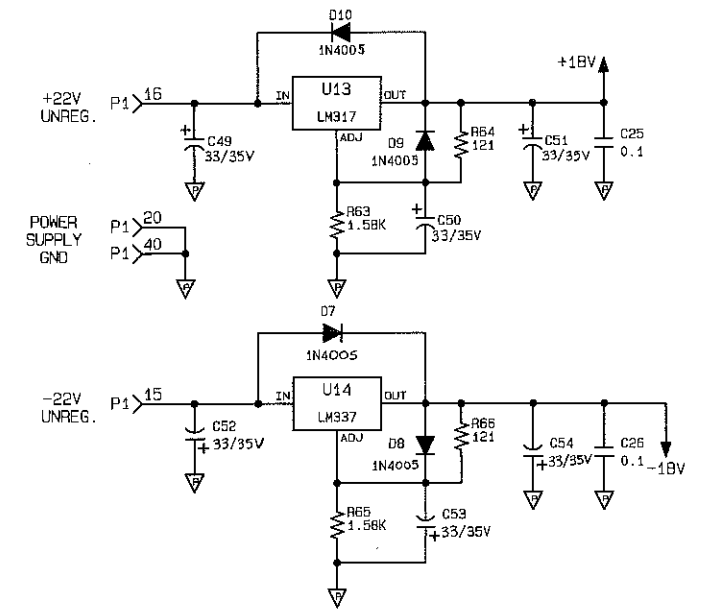 D10
1N4005
+18V
+22V
UNREG.
P1
16
IN
U13
LM317
OUT
ADJ
C49
33/35V
D9
1N4005
R64
121
C51
33/35V
C25
0.1
P
P
P
R63
1.58K
C50
33/35V
P
POWER
SUPPLY
GND
P1
20
P1
40
P
D7
1N4005
-22V
UNREG.
P1
15
IN
U14
LM337
OUT
ADJ
C52
33/35V
D8
1N4005
R66
121
C54
33/35V
C26
0.1
-18V
P
P
P
R65
1.58K
C53
33/35V
P